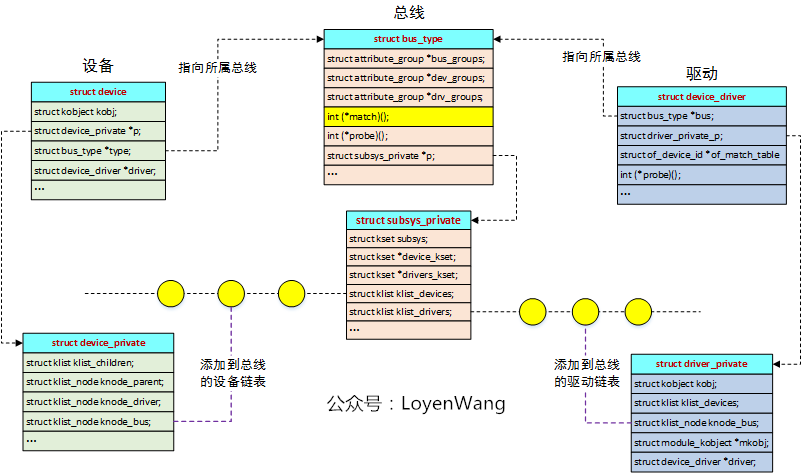 总线
struct bus_type
struct attribute_group *bus_groups;
struct attribute_group *dev_groups;
struct attribute_group *drv_groups;
int (*match)();
int (*probe)();
struct subsys_private *p;
...
设备
struct device
struct kobject kobj;
struct device_private *p;
struct bus_type *type;
struct device_driver *driver;
...
指向所属总线
指向所属总线
驱动
struct device_driver
struct bus_type *bus;
struct driver_private_p;
struct of_device_id *of_match_table
int (*probe)();
...
struct subsys_private
struct kset subsys;
struct kset *device_kset;
struct kset *drivers_kset;
struct klist klist_devices;
struct klist klist_drivers;
...
struct device_private
struct klist klist_children;
struct klist_node knode_parent;
struct klist_node knode_driver;
struct klist_node knode_bus;
...
添加到总线
的设备链表
添加到总线
的驱动链表
struct driver_private
struct kobject kobj;
struct klist klist_devices;
struct klist_node knode_bus;
struct module_kobject *mkobj;
struct device_driver *driver;
公众号：LoyenWang